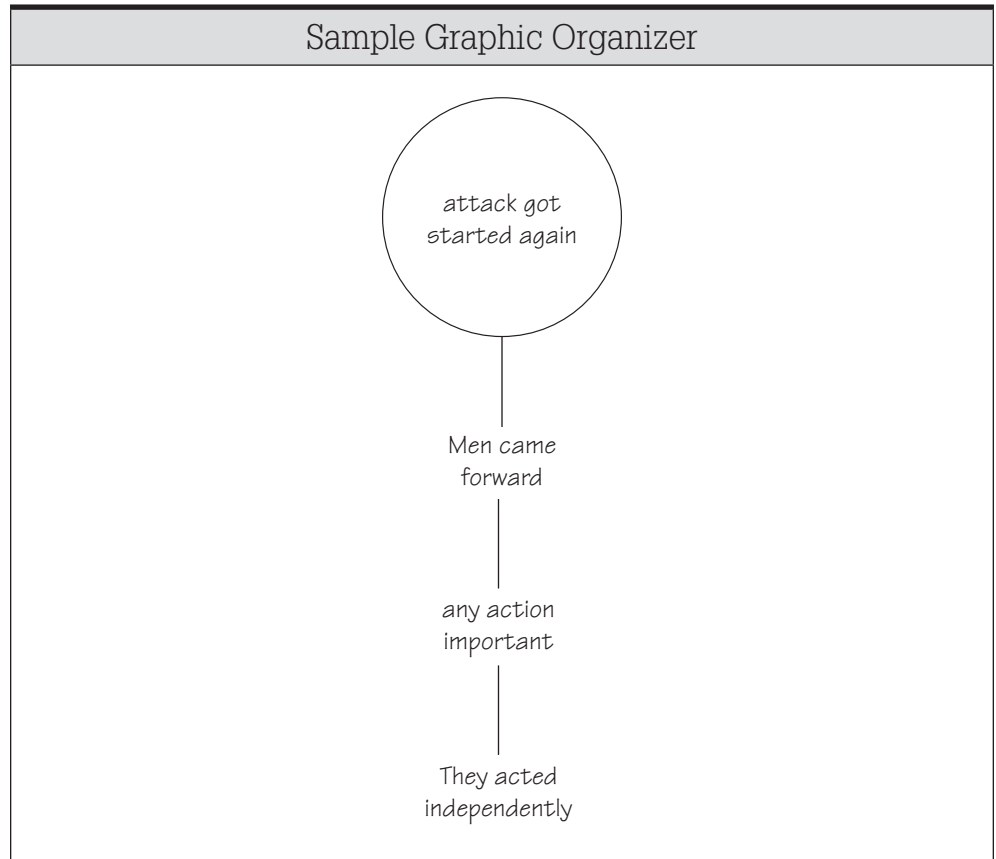 Sample Graphic Organizer
attack got
started again
Men came
forward
any action
important
They acted
independently